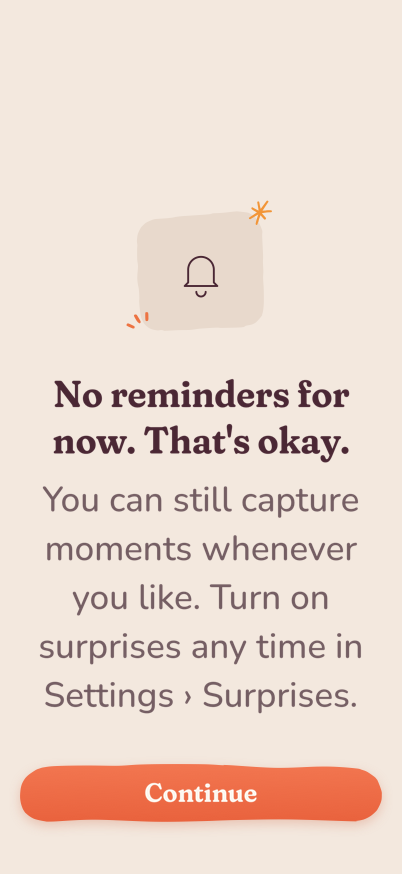 No reminders for
now. That's okay.
You can still capture
moments whenever
you like. Turn on
surprises any time in
Settings › Surprises.
Continue